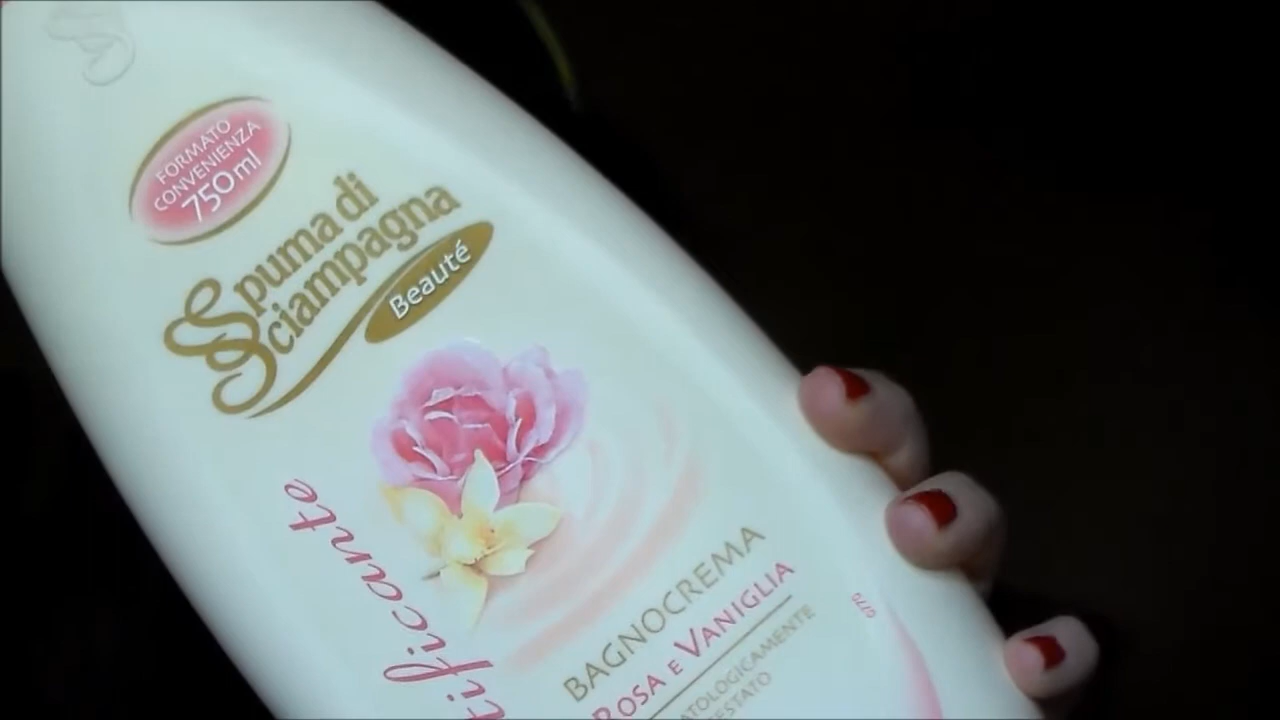 FORMATO
CONVENIENZA
750ml
Spuma di
Sciampagna
Beauté
BAGNOCREMA
ROSA E VANIGLIA